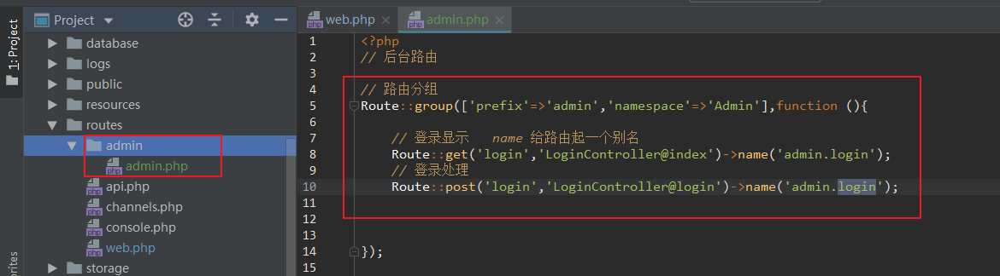 Project
web.php
admin.php
1: Project
database
logs
public
resources
routes
admin
admin.php
api.php
channels.php
console.php
web.php
storage
1 <?php
2 // 后台路由
3
4 // 路由分组
5 Route::group(['prefix'=>'admin','namespace'=>'Admin'],function (){
6
7 // 登录显示 name 给路由起一个别名
8 Route::get('login','LoginController@index')->name('admin.login');
9 // 登录处理
10 Route::post('login','LoginController@login')->name('admin.login');
11
12
13
14 });
15